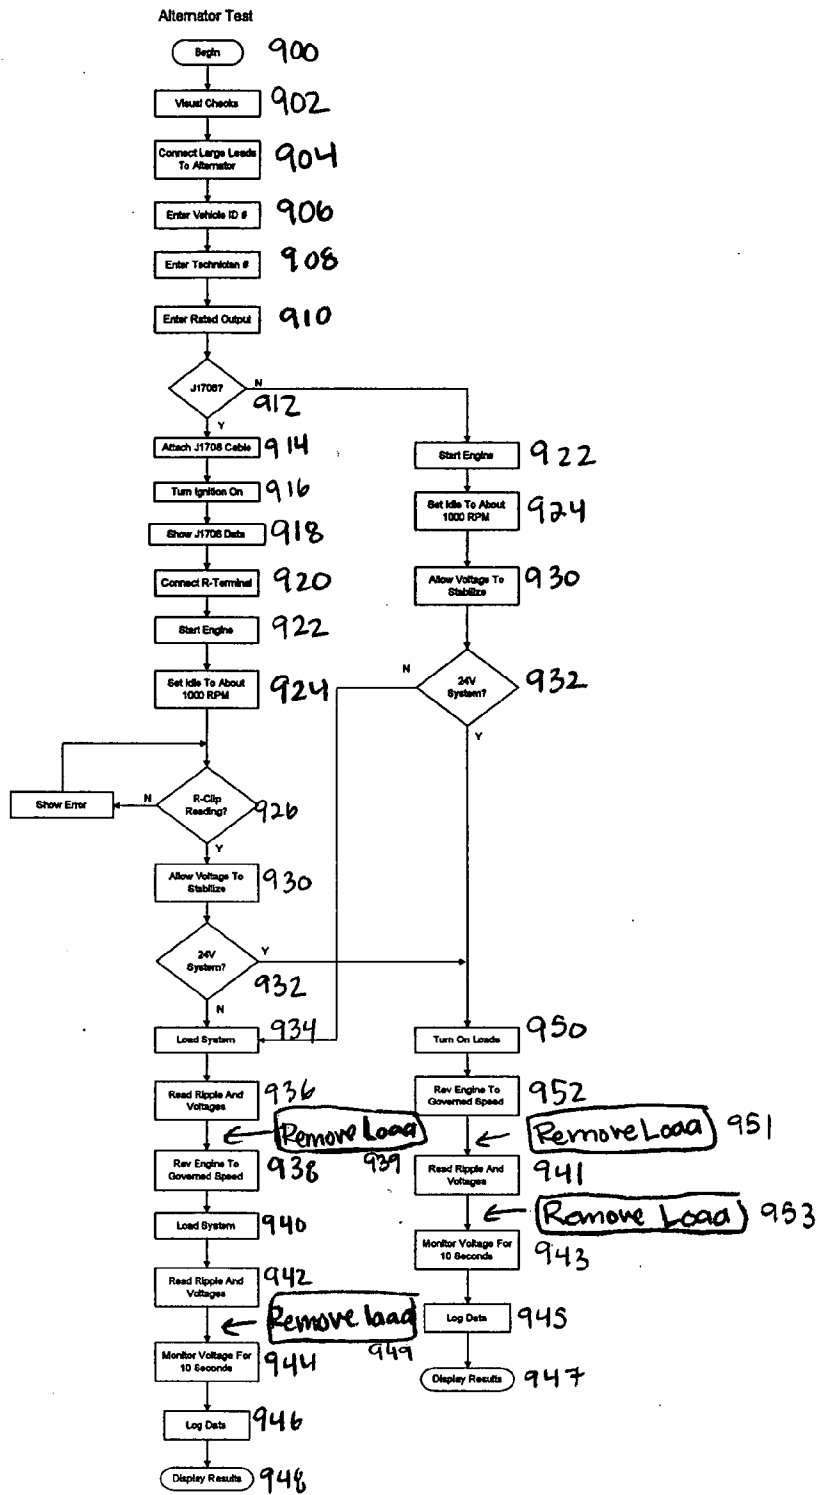 Alternator Test
Begin
900
Visual Checks
902
Connect Large Leads
To Alternator
904
Enter Vehicle ID #
906
Enter Technician #
908
Enter Rated Output
910
J1708?
N
912
Y
Attach J1708 Cable
914
Turn Ignition On
916
Show J1708 Data
918
Connect R-Terminal
920
Start Engine
922
Set Idle To About
1000 RPM
924
R-Clip
Reading?
926
N
Show Error
Y
Allow Voltage To
Stabilize
930
24V
System?
932
Y
N
Load System
934
Read Ripple And
Voltages
936
Remove Load
939
Rev Engine To
Governed Speed
938
Load System
940
Read Ripple And
Voltages
942
Remove load
949
Monitor Voltage For
10 Seconds
944
Log Data
946
Display Results
948
Start Engine
922
Set Idle To About
1000 RPM
924
Allow Voltage To
Stabilize
930
24V
System?
932
N
Y
Turn On Loads
950
Rev Engine To
Governed Speed
952
Remove Load
951
Read Ripple And
Voltages
941
Remove Load
953
Monitor Voltage For
10 Seconds
943
Log Data
945
Display Results
947